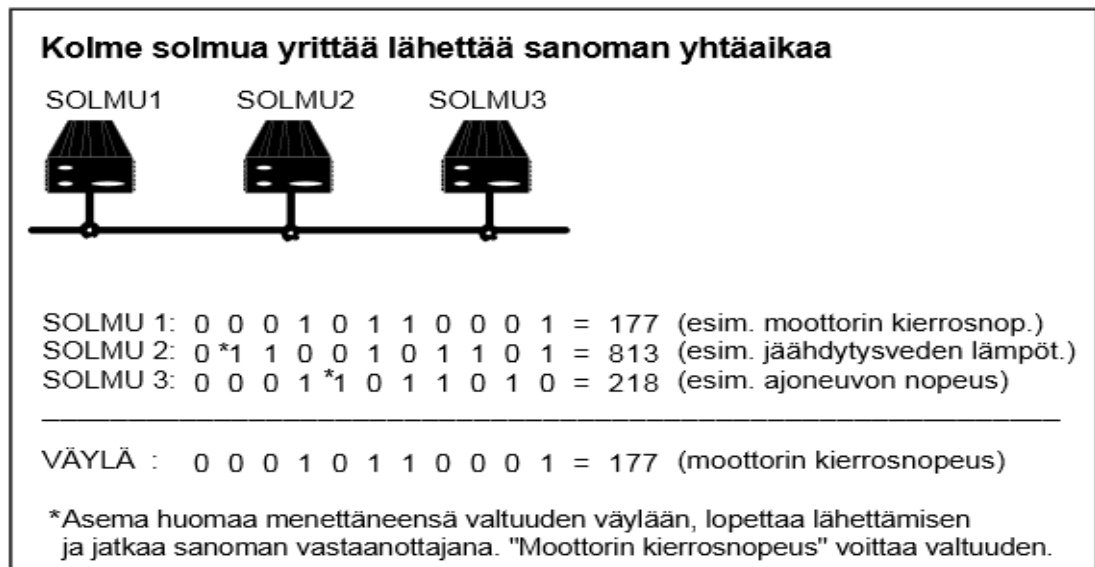 Kolme solmua yrittää lähettää sanoman yhtäaikaa
SOLMU1 SOLMU2 SOLMU3
SOLMU 1: 0 0 0 1 0 1 1 0 0 0 1 = 177 (esim. moottorin kierrosnop.)
SOLMU 2: 0 *1 1 0 0 1 0 1 1 0 1 = 813 (esim. jäähdytysveden lämpöt.)
SOLMU 3: 0 0 0 1 *1 0 1 1 0 1 0 = 218 (esim. ajoneuvon nopeus)
VÄYLÄ : 0 0 0 1 0 1 1 0 0 0 1 = 177 (moottorin kierrosnopeus)
*Asema huomaa menettäneensä valtuuden väylään, lopettaa lähettämisen
ja jatkaa sanoman vastaanottajana. "Moottorin kierrosnopeus" voittaa valtuuden.